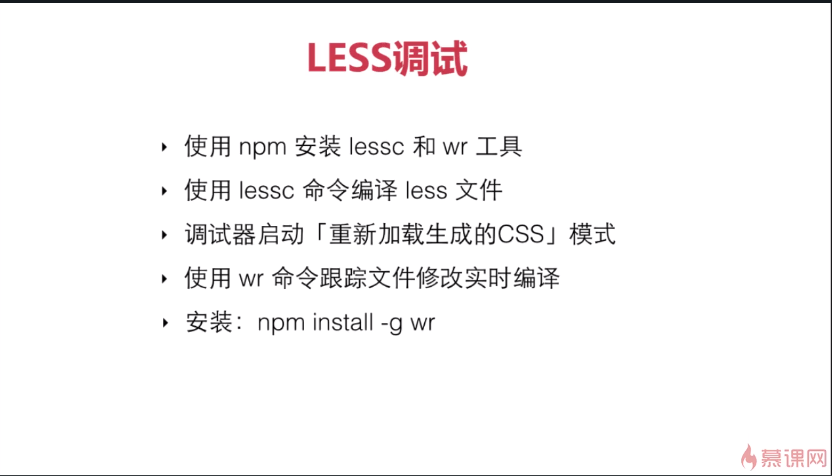 LESS调试
使用 npm 安装 lessc 和 wr 工具
使用 lessc 命令编译 less 文件
调试器启动「重新加载生成的CSS」模式
使用 wr 命令跟踪文件修改实时编译
安装：npm install -g wr
慕课网